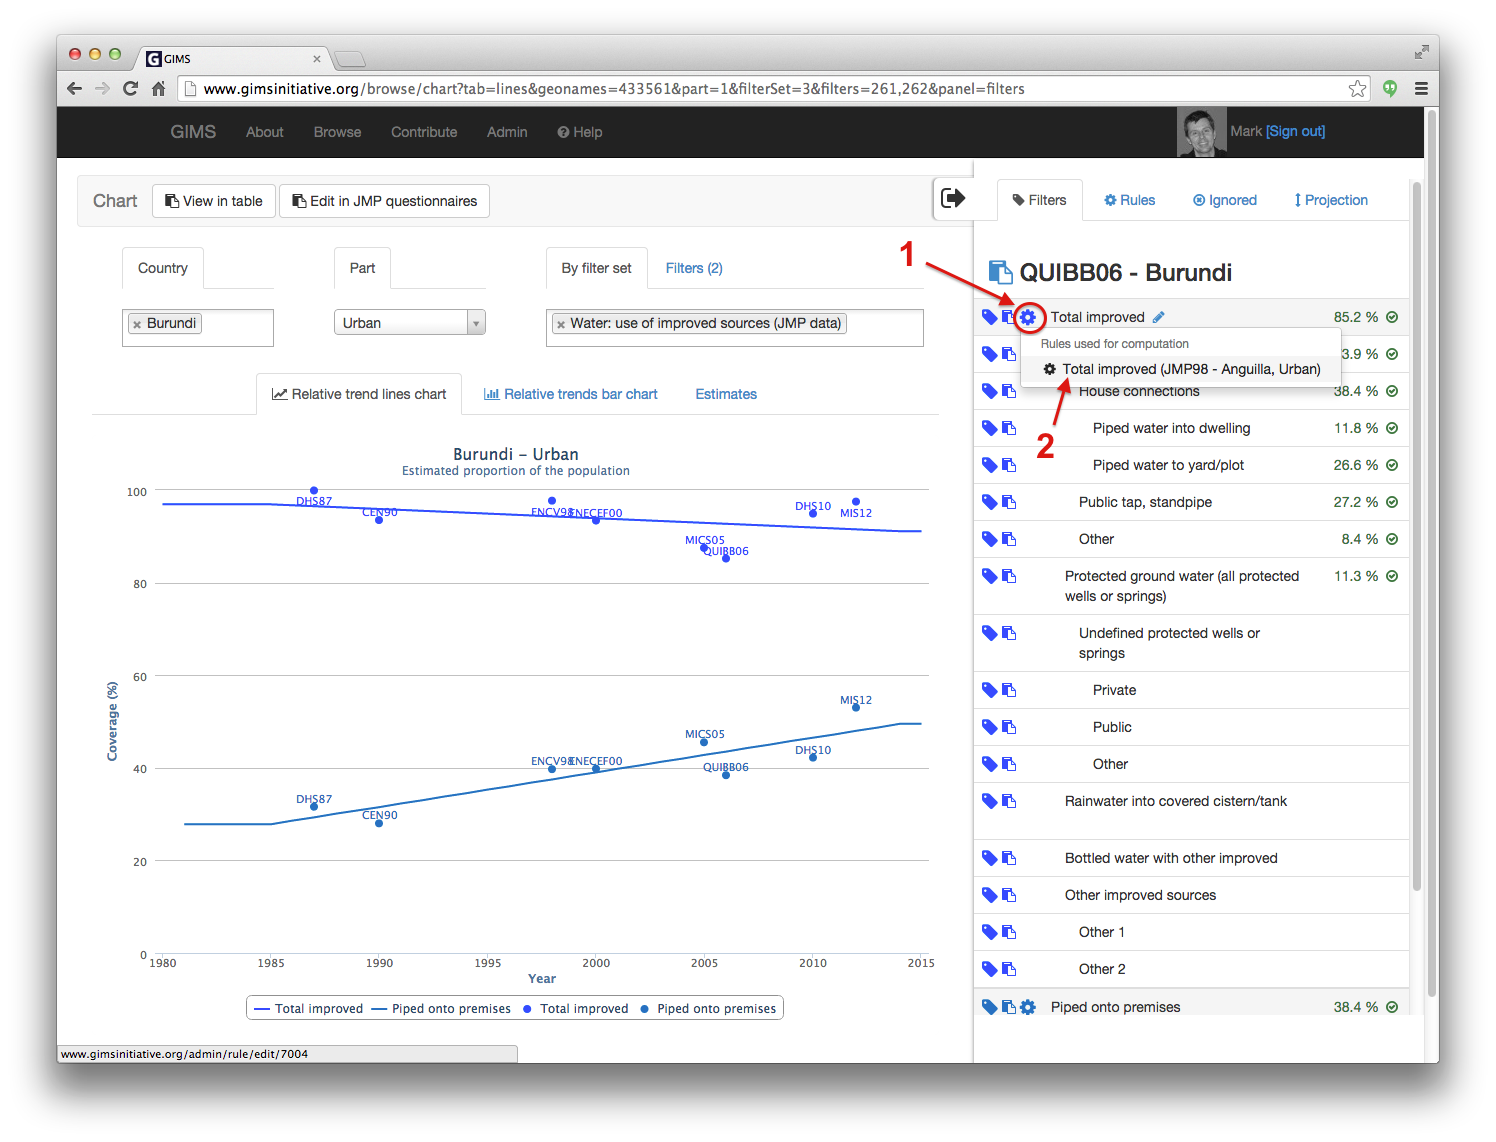 GIMS
www.gimsinitiative.org/browse/chart?tab=lines&geonames=433561&part=1&filterSet=3&filters=261,262&panel=filters
GIMS About Browse Contribute Admin Help
Mark [Sign out]
Chart View in table Edit in JMP questionnaires
Country Part By filter set Filters (2)
Burundi Urban Water: use of improved sources (JMP data)
Relative trend lines chart Relative trends bar chart Estimates
Burundi – Urban
Estimated proportion of the population
100
80
60
40
20
0
Coverage (%)
DHS87
CEN90
ENCV98
ENECEF00
MICS05
QUIBB06
DHS10
MIS12
DHS87
CEN90
ENCV98
ENECEF00
MICS05
QUIBB06
DHS10
MIS12
1980 1985 1990 1995 2000 2005 2010 2015
Year
Total improved Piped onto premises Total improved Piped onto premises
www.gimsinitiative.org/admin/rule/edit/7004
Filters Rules Ignored Projection
1
QUIBB06 - Burundi
Total improved 85.2 %
Rules used for computation
3.9 %
Total improved (JMP98 - Anguilla, Urban)
2
House connections 38.4 %
Piped water into dwelling 11.8 %
Piped water to yard/plot 26.6 %
Public tap, standpipe 27.2 %
Other 8.4 %
Protected ground water (all protected 11.3 %
wells or springs)
Undefined protected wells or
springs
Private
Public
Other
Rainwater into covered cistern/tank
Bottled water with other improved
Other improved sources
Other 1
Other 2
Piped onto premises 38.4 %